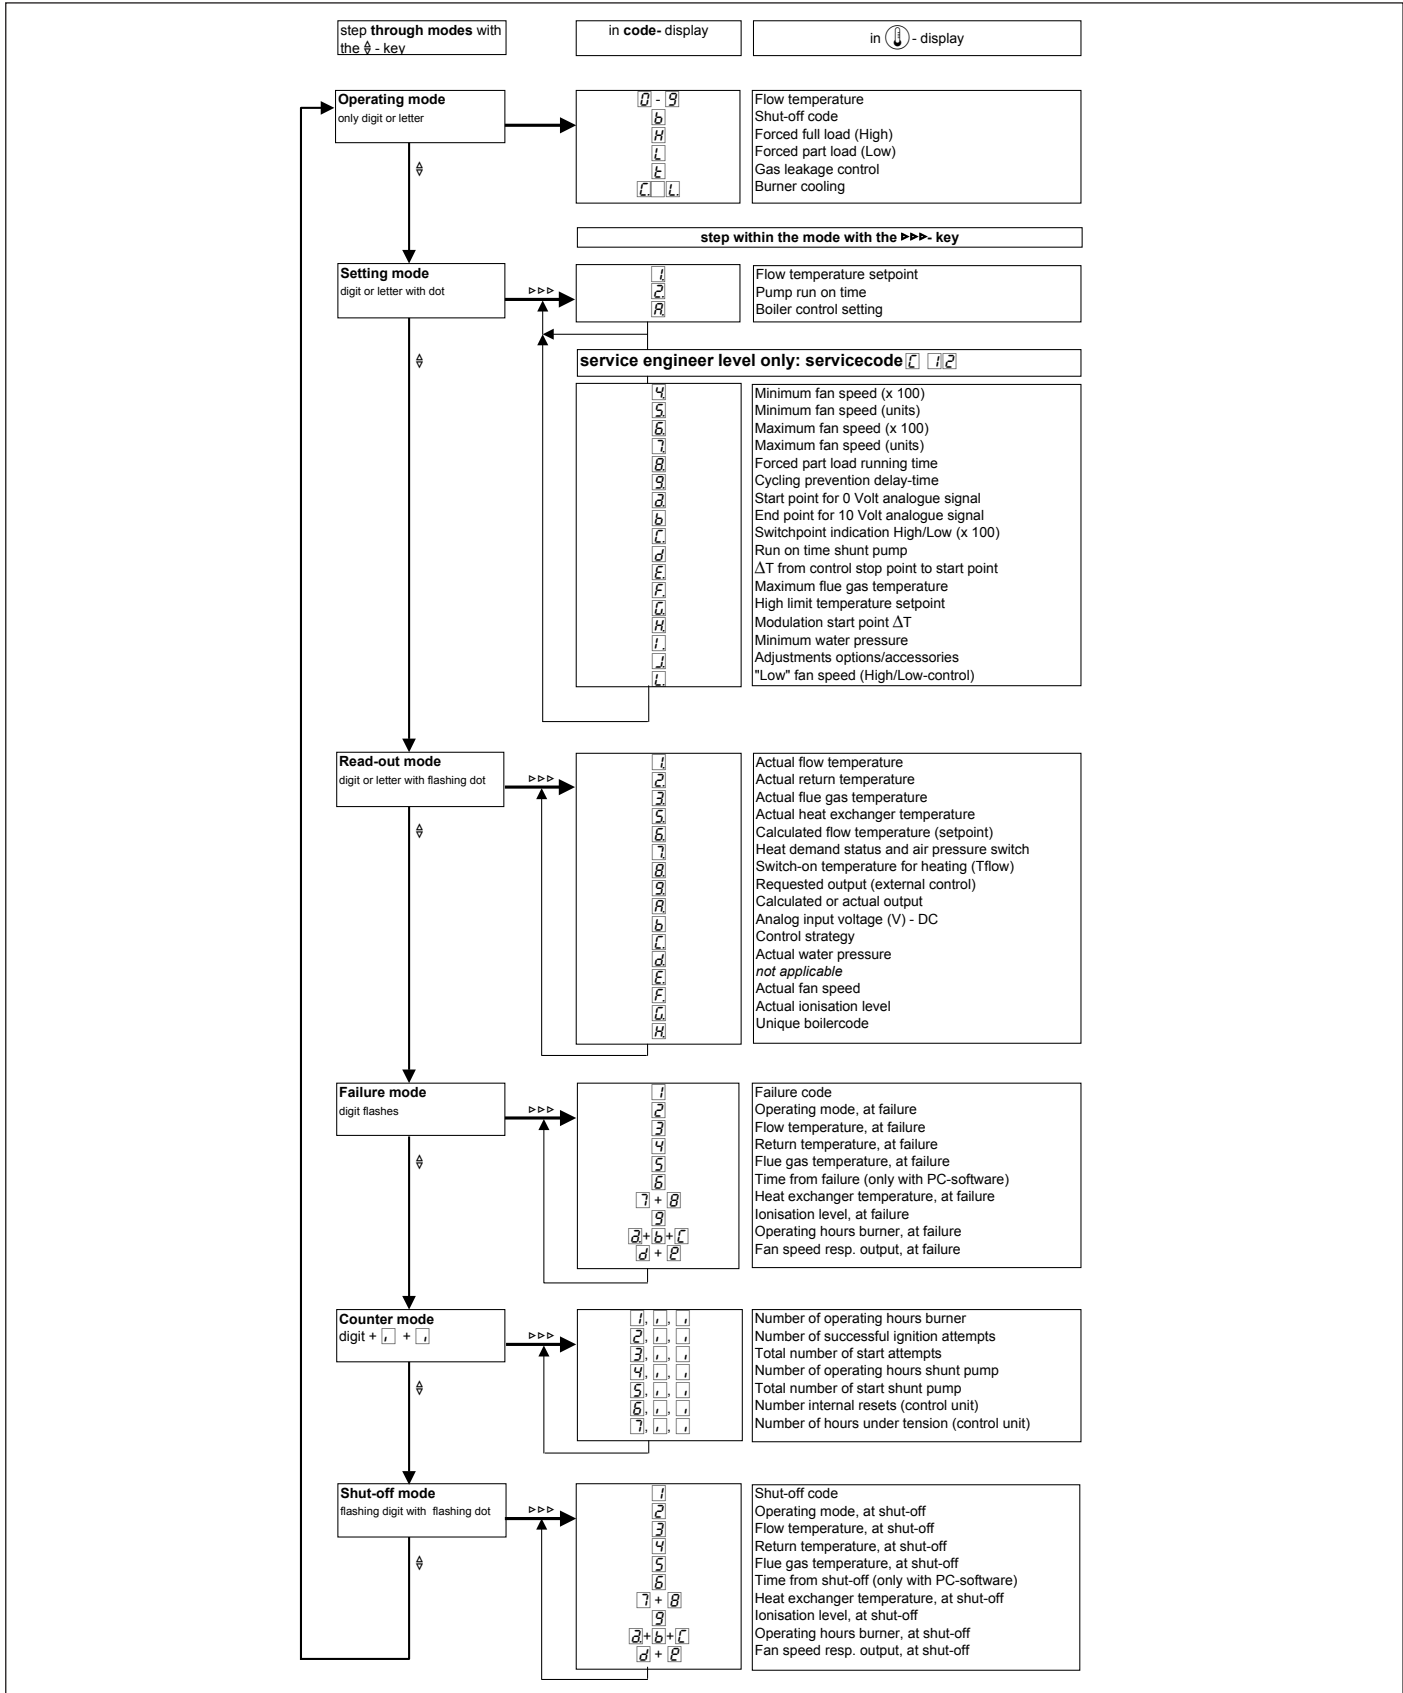 step through modes with
the - key
in code- display
in - display
Operating mode
only digit or letter
0 - 9
b
H
L
t
C. L.
Flow temperature
Shut-off code
Forced full load (High)
Forced part load (Low)
Gas leakage control
Burner cooling
step within the mode with the ▷▷▷- key
Setting mode
digit or letter with dot
▷▷▷
1.
2.
A.
Flow temperature setpoint
Pump run on time
Boiler control setting
service engineer level only: servicecode C 12
4.
5.
6.
7.
8.
9.
a.
b
C.
d
E.
F.
G.
H.
I.
J.
L.
Minimum fan speed (x 100)
Minimum fan speed (units)
Maximum fan speed (x 100)
Maximum fan speed (units)
Forced part load running time
Cycling prevention delay-time
Start point for 0 Volt analogue signal
End point for 10 Volt analogue signal
Switchpoint indication High/Low (x 100)
Run on time shunt pump
ΔT from control stop point to start point
Maximum flue gas temperature
High limit temperature setpoint
Modulation start point ΔT
Minimum water pressure
Adjustments options/accessories
"Low" fan speed (High/Low-control)
Read-out mode
digit or letter with flashing dot
▷▷▷
1.
2.
3.
5.
6.
7.
8.
9.
A.
b
C.
d.
E.
F.
G.
H.
Actual flow temperature
Actual return temperature
Actual flue gas temperature
Actual heat exchanger temperature
Calculated flow temperature (setpoint)
Heat demand status and air pressure switch
Switch-on temperature for heating (Tflow)
Requested output (external control)
Calculated or actual output
Analog input voltage (V) - DC
Control strategy
Actual water pressure
not applicable
Actual fan speed
Actual ionisation level
Unique boilercode
Failure mode
digit flashes
▷▷▷
1
2
3
4
5
6
7 + 8
9
a.+b+C
d + e
Failure code
Operating mode, at failure
Flow temperature, at failure
Return temperature, at failure
Flue gas temperature, at failure
Time from failure (only with PC-software)
Heat exchanger temperature, at failure
Ionisation level, at failure
Operating hours burner, at failure
Fan speed resp. output, at failure
Counter mode
digit + ı + ı
▷▷▷
1, ı, ı
2, ı, ı
3, ı, ı
4, ı, ı
5, ı, ı
6, ı, ı
7, ı, ı
Number of operating hours burner
Number of successful ignition attempts
Total number of start attempts
Number of operating hours shunt pump
Total number of start shunt pump
Number internal resets (control unit)
Number of hours under tension (control unit)
Shut-off mode
flashing digit with flashing dot
▷▷▷
1
2
3
4
5
6
7 + 8
9
a.+b+C
d + e
Shut-off code
Operating mode, at shut-off
Flow temperature, at shut-off
Return temperature, at shut-off
Flue gas temperature, at shut-off
Time from shut-off (only with PC-software)
Heat exchanger temperature, at shut-off
Ionisation level, at shut-off
Operating hours burner, at shut-off
Fan speed resp. output, at shut-off